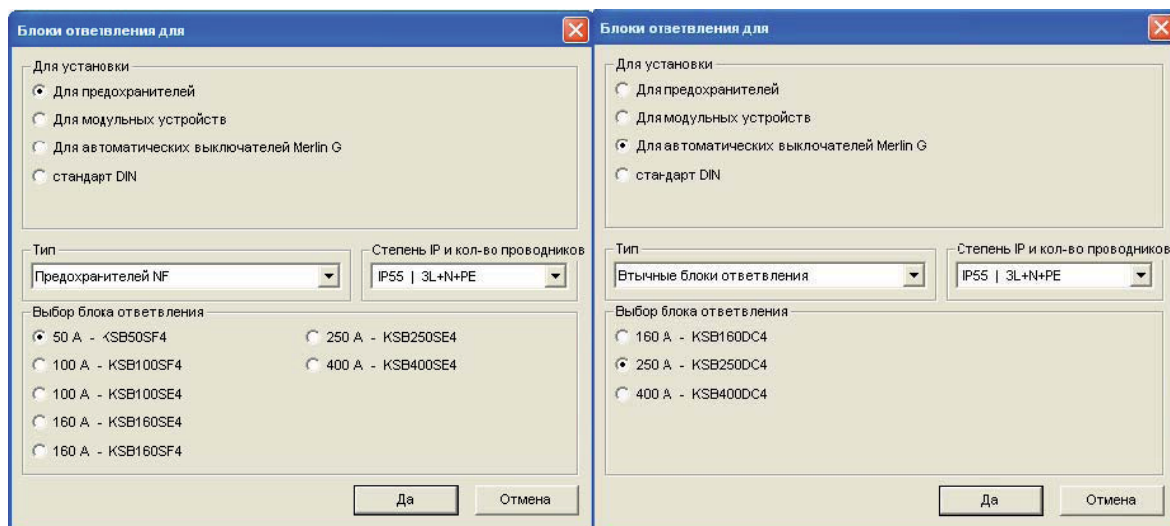 Блоки ответвления для
Для установки
Для предохранителей
Для модульных устройств
Для автоматических выключателей Merlin G
стандарт DIN
Тип
Предохранителей NF
Степень IP и кол-во проводников
IP55 | 3L+N+PE
Выбор блока ответвления
50 A - KSB50SF4
100 A - KSB100SF4
100 A - KSB100SE4
160 A - KSB160SE4
160 A - KSB160SF4
250 A - KSB250SE4
400 A - KSB400SE4
Да
Отмена
Блоки ответвления для
Для установки
Для предохранителей
Для модульных устройств
Для автоматических выключателей Merlin G
стандарт DIN
Тип
Втычные блоки ответвления
Степень IP и кол-во проводников
IP55 | 3L+N+PE
Выбор блока ответвления
160 A - KSB160DC4
250 A - KSB250DC4
400 A - KSB400DC4
Да
Отмена